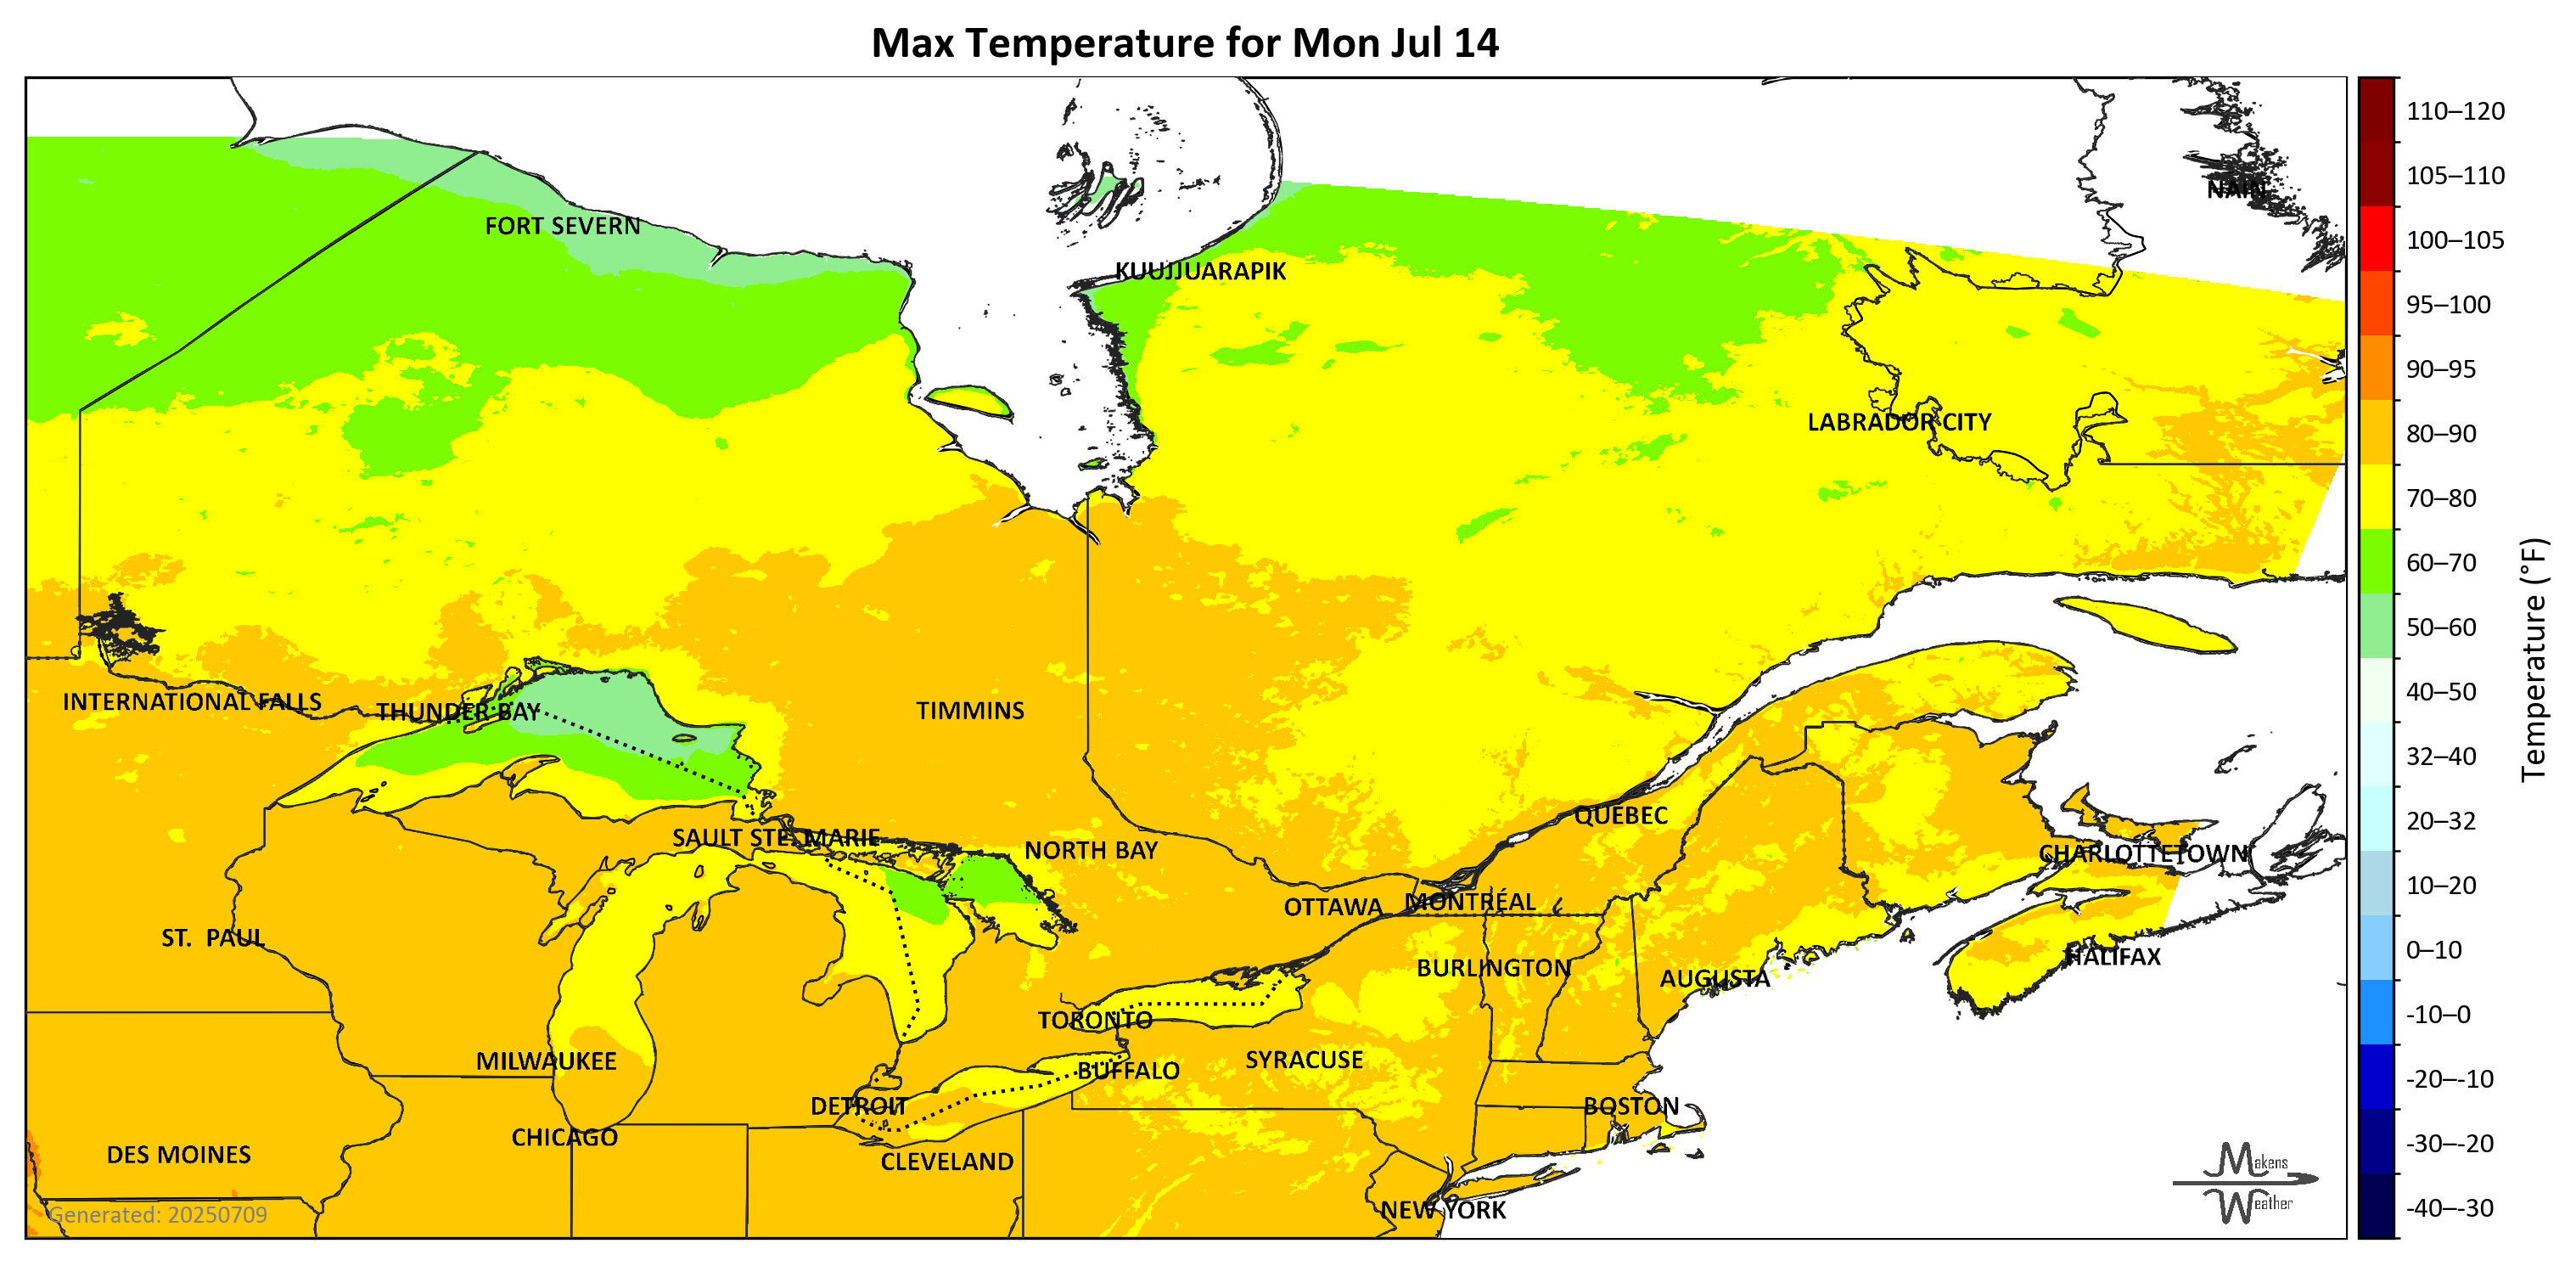 Max Temperature for Mon Jul 14
110–120
105–110
NAIN
FORT SEVERN
100–105
KUUJJUARAPIK
95–100
90–95
LABRADOR CITY
80–90
70–80
60–70
50–60
Temperature (°F)
INTERNATIONAL FALLS
THUNDER BAY
TIMMINS
40–50
32–40
QUEBEC
20–32
SAULT STE. MARIE
NORTH BAY
CHARLOTTETOWN
10–20
OTTAWA
MONTRÉAL
ST. PAUL
0–10
HALIFAX
BURLINGTON
AUGUSTA
TORONTO
-10–0
MILWAUKEE
SYRACUSE
BUFFALO
-20–-10
DETROIT
BOSTON
CHICAGO
-30–-20
DES MOINES
CLEVELAND
Makens
Weather
NEW YORK
-40–-30
Generated: 20250709